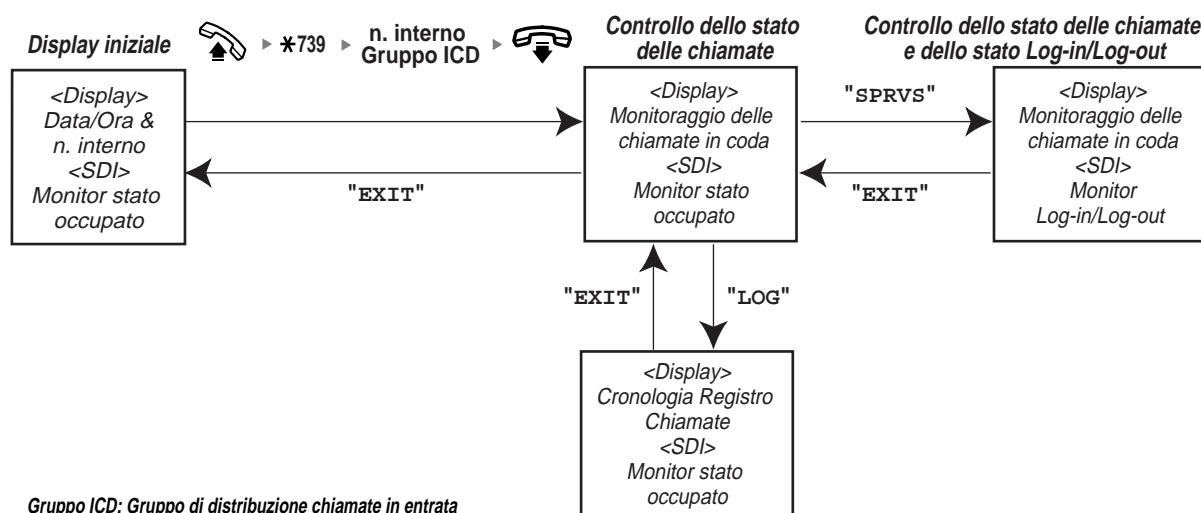 Display iniziale
*739
n. interno
Gruppo ICD
Controllo dello stato
delle chiamate
Controllo dello stato delle chiamate
e dello stato Log-in/Log-out
<Display>
Data/Ora &
n. interno
<SDI>
Monitor stato
occupato
"EXIT"
<Display>
Monitoraggio delle
chiamate in coda
<SDI>
Monitor stato
occupato
"SPRVS"
"EXIT"
<Display>
Monitoraggio delle
chiamate in coda
<SDI>
Monitor
Log-in/Log-out
"EXIT"
"LOG"
<Display>
Cronologia Registro
Chiamate
<SDI>
Monitor stato
occupato
Gruppo ICD: Gruppo di distribuzione chiamate in entrata